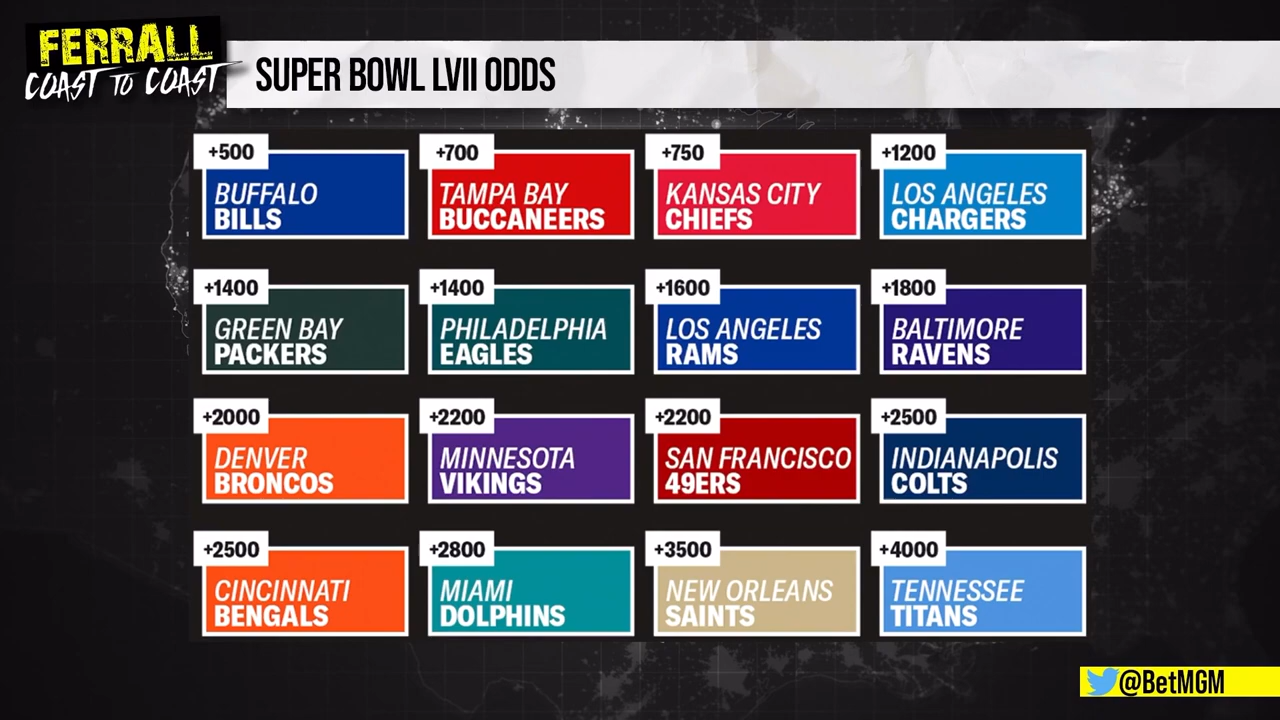 FERRALL
COAST TO COAST
SUPER BOWL LVII ODDS
+500
BUFFALO
BILLS
+700
TAMPA BAY
BUCCANEERS
+750
KANSAS CITY
CHIEFS
+1200
LOS ANGELES
CHARGERS
+1400
GREEN BAY
PACKERS
+1400
PHILADELPHIA
EAGLES
+1600
LOS ANGELES
RAMS
+1800
BALTIMORE
RAVENS
+2000
DENVER
BRONCOS
+2200
MINNESOTA
VIKINGS
+2200
SAN FRANCISCO
49ERS
+2500
INDIANAPOLIS
COLTS
+2500
CINCINNATI
BENGALS
+2800
MIAMI
DOLPHINS
+3500
NEW ORLEANS
SAINTS
+4000
TENNESSEE
TITANS
@BetMGM